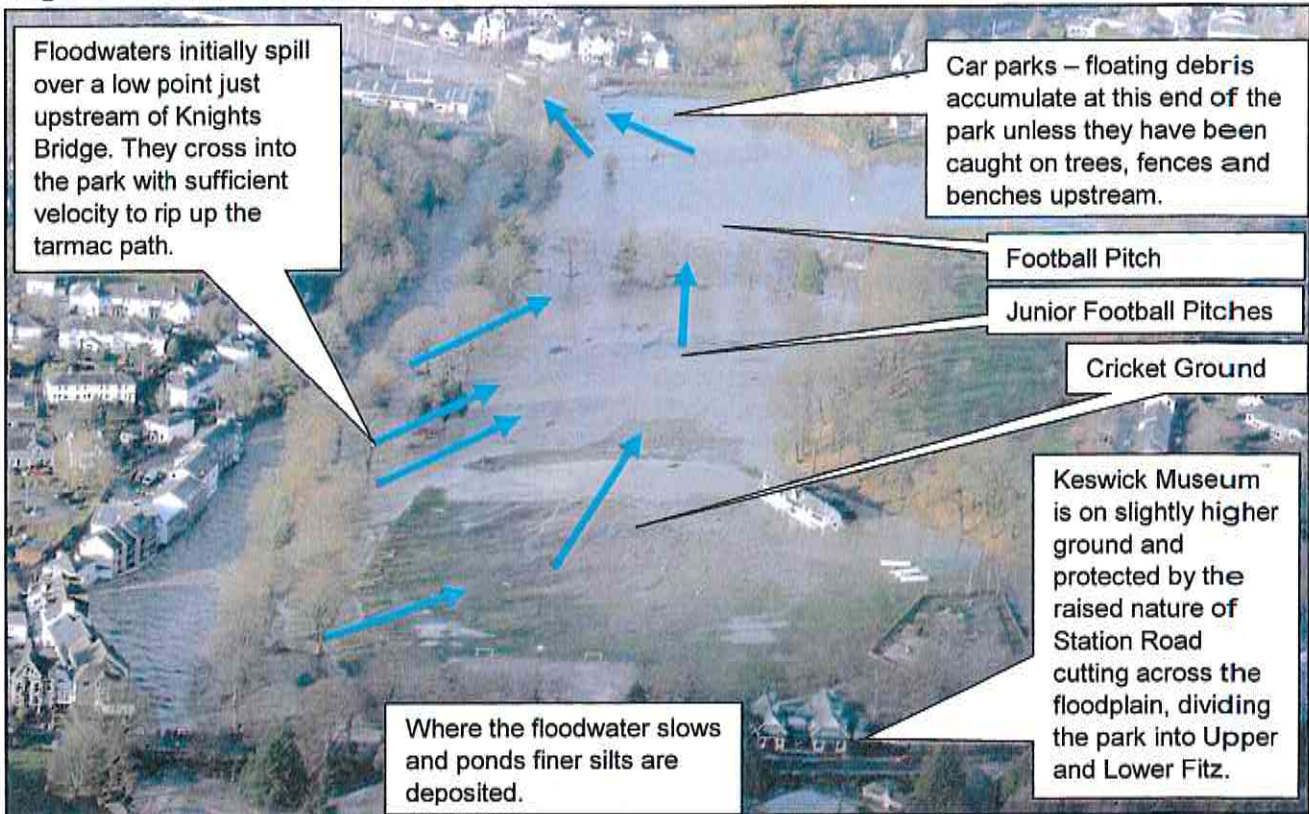 Floodwaters initially spill
over a low point just
upstream of Knights
Bridge. They cross into
the park with sufficient
velocity to rip up the
tarmac path.
Car parks – floating debris
accumulate at this end of the
park unless they have been
caught on trees, fences and
benches upstream.
Football Pitch
Junior Football Pitches
Cricket Ground
Keswick Museum
is on slightly higher
ground and
protected by the
raised nature of
Station Road
cutting across the
floodplain, dividing
the park into Upper
and Lower Fitz.
Where the floodwater slows
and ponds finer silts are
deposited.